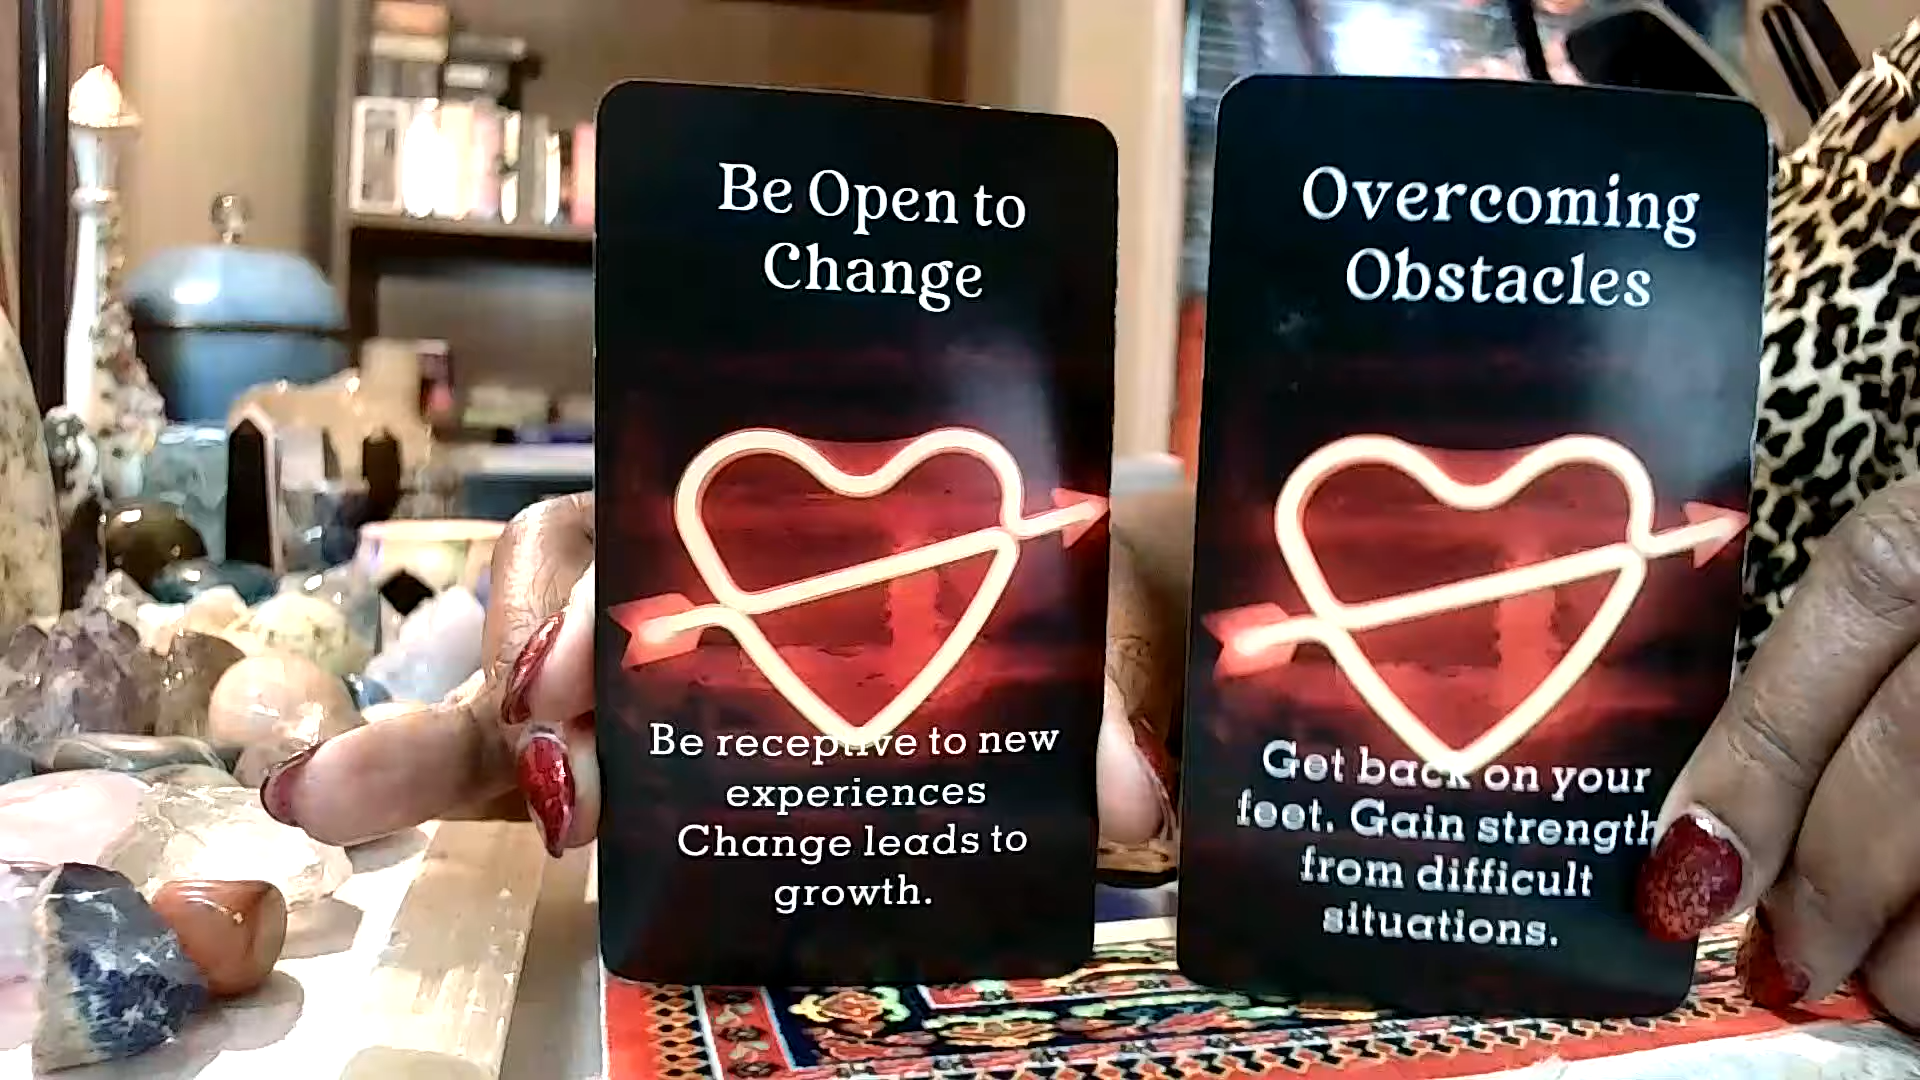 Be Open to
Change
Be receptive to new
experiences
Change leads to
growth.
Overcoming
Obstacles
Get back on your
feet. Gain strength
from difficult
situations.